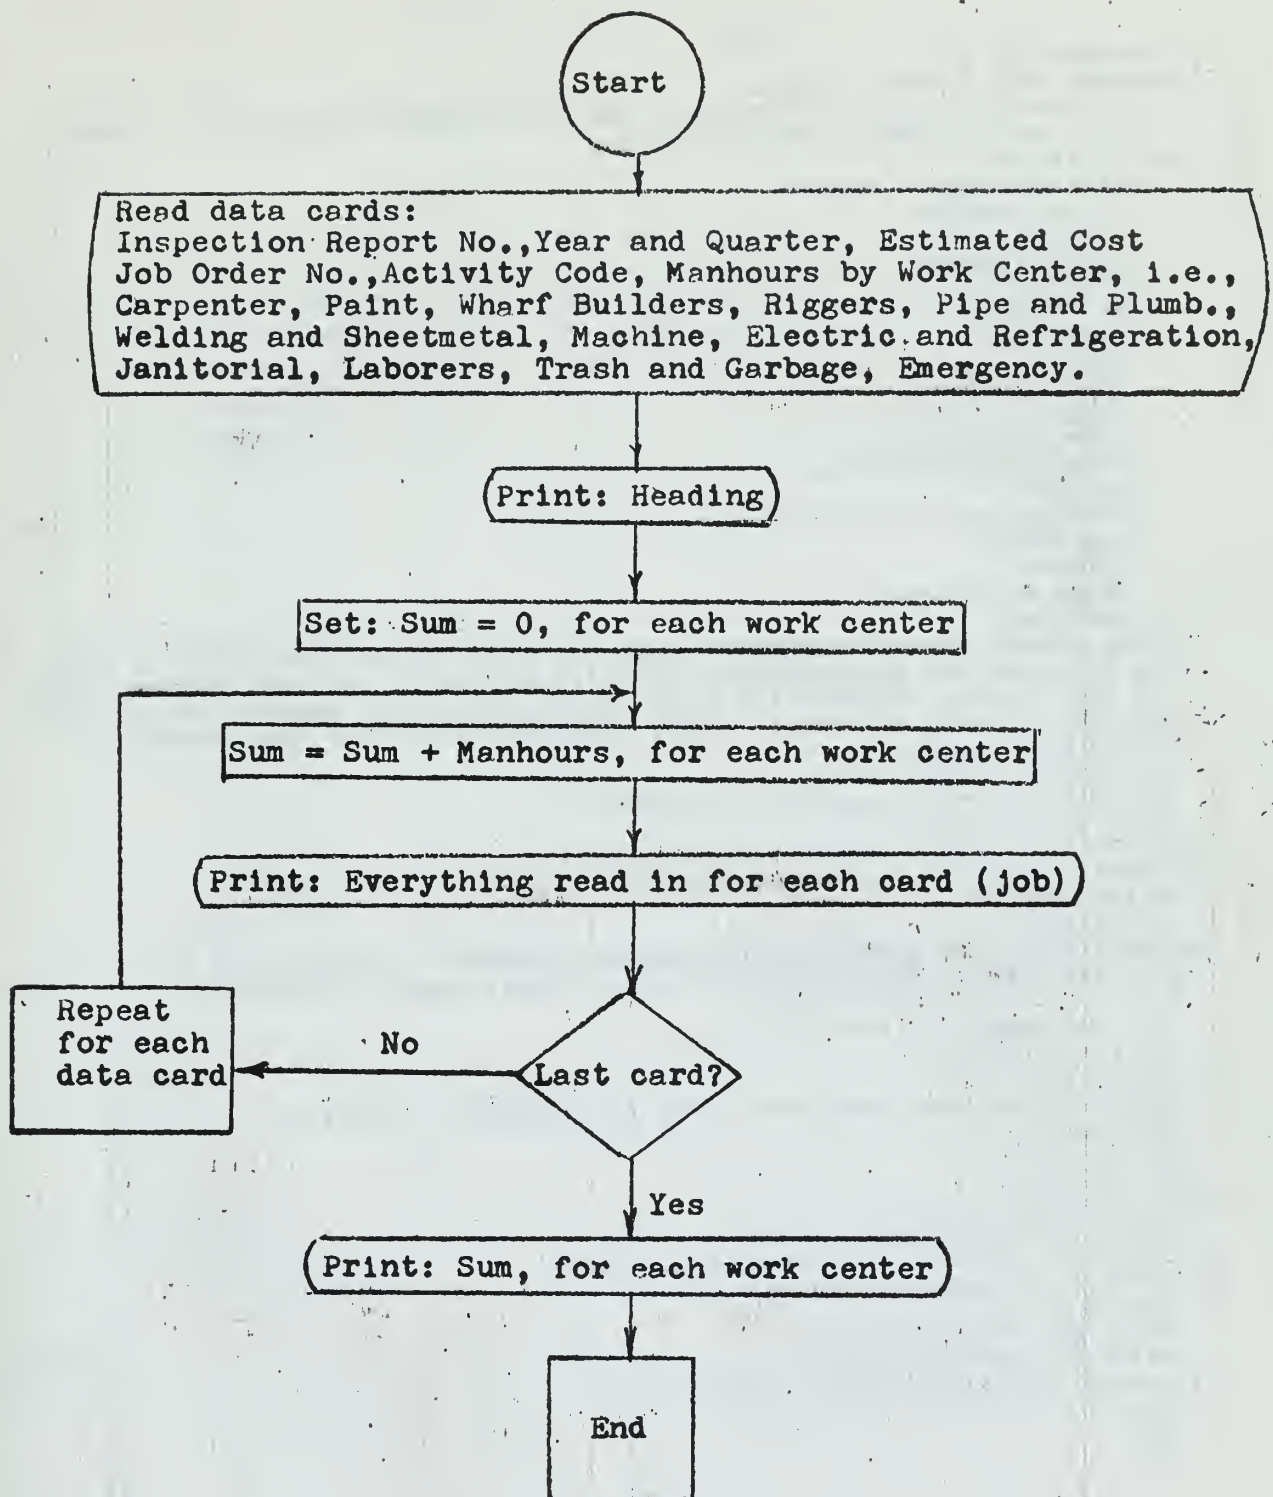 Start
Read data cards:
Inspection Report No.,Year and Quarter, Estimated Cost
Job Order No.,Activity Code, Manhours by Work Center, i.e.,
Carpenter, Paint, Wharf Builders, Riggers, Pipe and Plumb.,
Welding and Sheetmetal, Machine, Electric and Refrigeration,
Janitorial, Laborers, Trash and Garbage, Emergency.
Print: Heading
Set: Sum = 0, for each work center
Sum = Sum + Manhours, for each work center
Print: Everything read in for each card (job)
Repeat
for each
data card
No
Last card?
Yes
Print: Sum, for each work center
End